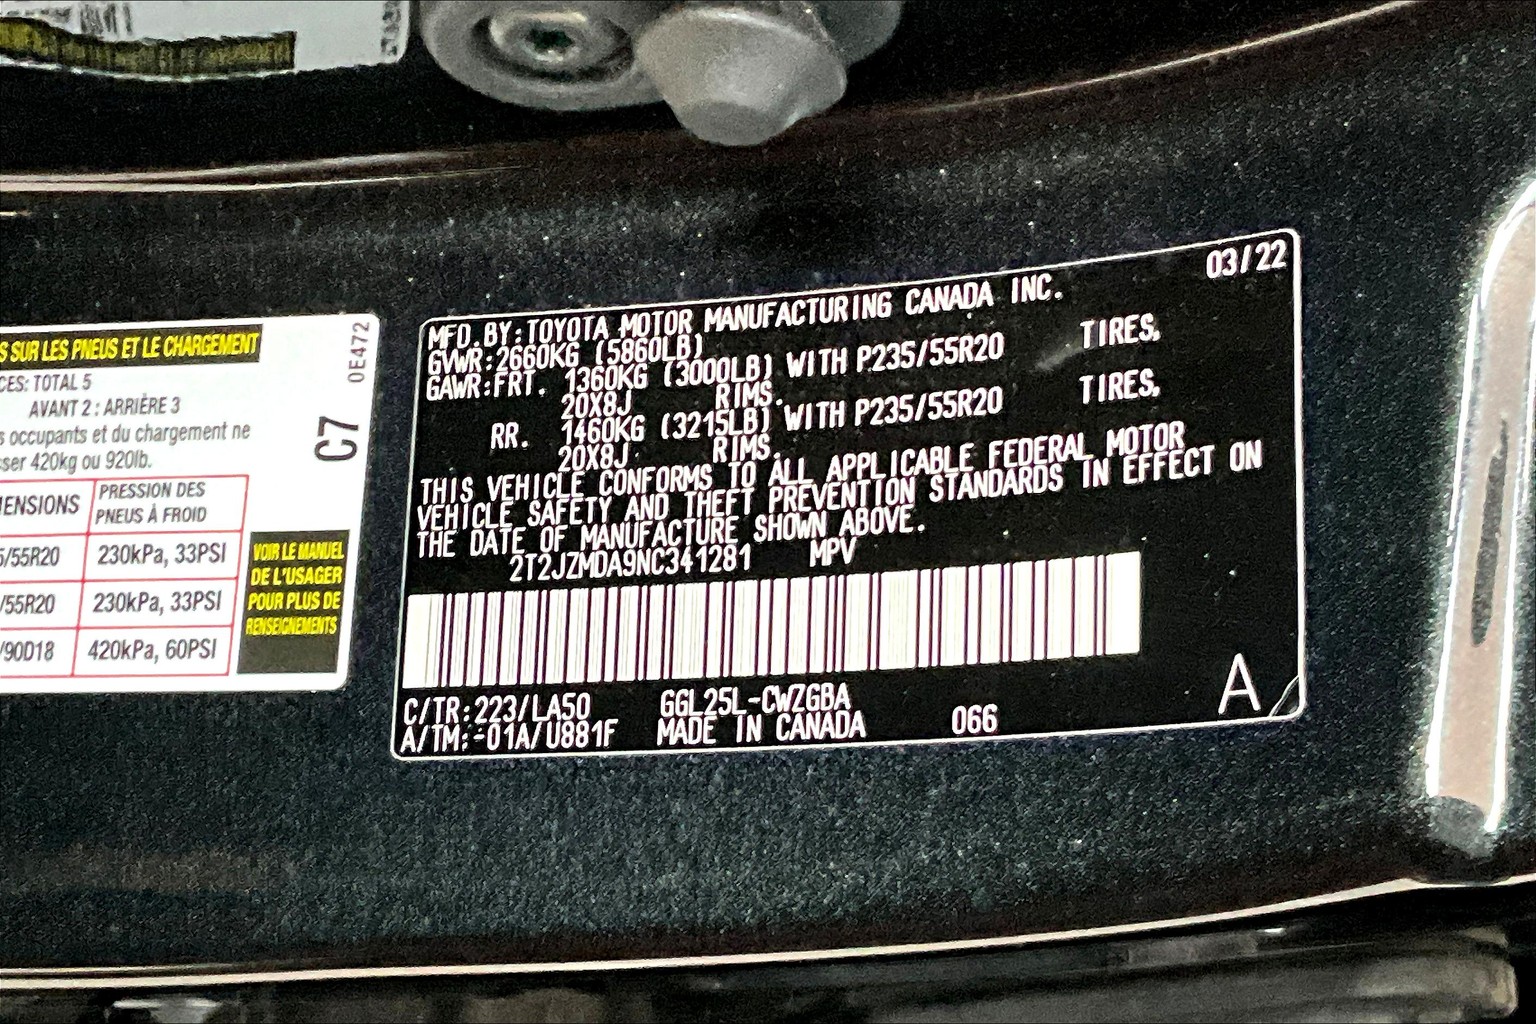 S SUR LES PNEUS ET LE CHARGEMENT
0E472
CES: TOTAL 5
AVANT 2 : ARRIÈRE 3
s occupants et du chargement ne
ser 420kg ou 920lb.
C7
ENSIONS PRESSION DES
PNEUS À FROID
/55R20 230kPa, 33PSI
/55R20 230kPa, 33PSI
/90D18 420kPa, 60PSI
VOIR LE MANUEL
DE L'USAGER
POUR PLUS DE
RENSEIGNEMENTS
03/22
MFD.BY:TOYOTA MOTOR MANUFACTURING CANADA INC.
GVWR:2660KG (5860LB)
GAWR:FRT. 1360KG (3000LB) WITH P235/55R20 TIRES,
20X8J RIMS.
RR. 1460KG (3215LB) WITH P235/55R20 TIRES,
20X8J RIMS.
THIS VEHICLE CONFORMS TO ALL APPLICABLE FEDERAL MOTOR
VEHICLE SAFETY AND THEFT PREVENTION STANDARDS IN EFFECT ON
THE DATE OF MANUFACTURE SHOWN ABOVE.
2T2JZMDA9NC341281 MPV
C/TR:223/LA50 GGL25L-CWZGBA
A/TM:-01A/U881F MADE IN CANADA 066
A